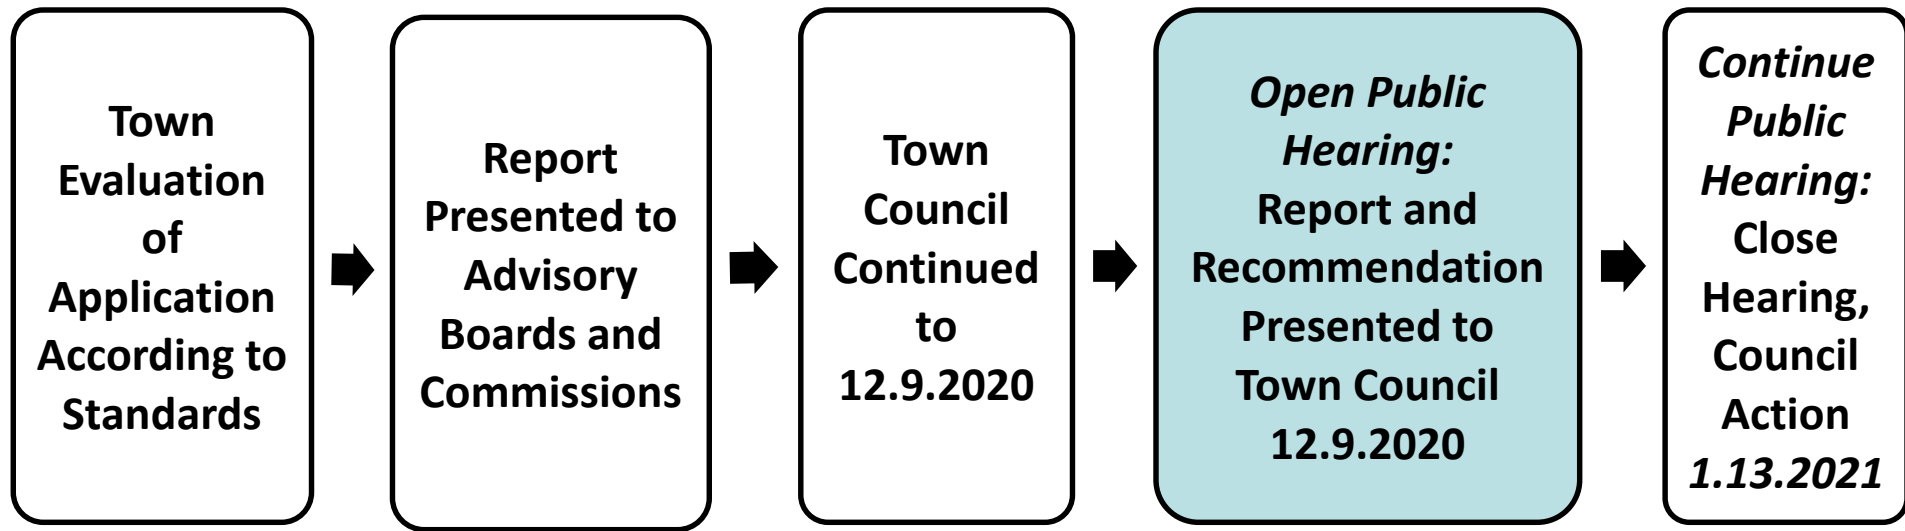 Town
Evaluation
of
Application
According to
Standards
Report
Presented to
Advisory
Boards and
Commissions
Town
Council
Continued
to
12.9.2020
Open Public
Hearing:
Report and
Recommendation
Presented to
Town Council
12.9.2020
Continue
Public
Hearing:
Close
Hearing,
Council
Action
1.13.2021